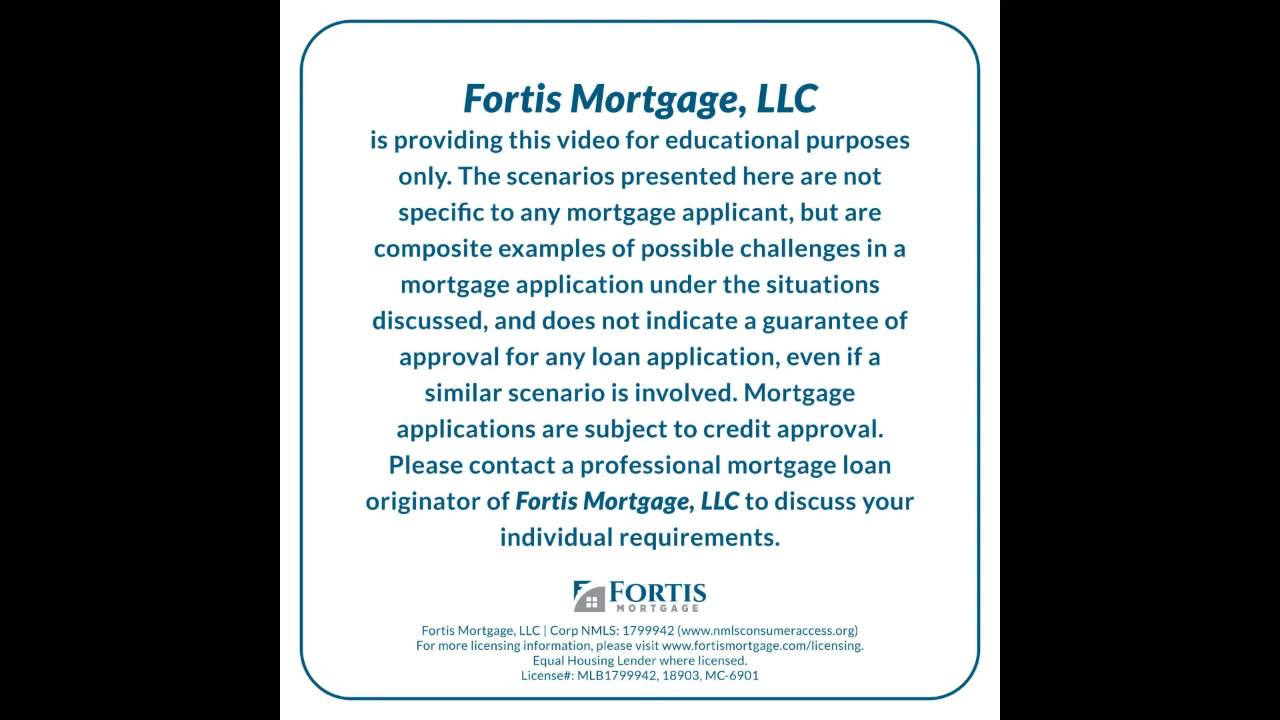 Fortis Mortgage, LLC
is providing this video for educational purposes
only. The scenarios presented here are not
specific to any mortgage applicant, but are
composite examples of possible challenges in a
mortgage application under the situations
discussed, and does not indicate a guarantee of
approval for any loan application, even if a
similar scenario is involved. Mortgage
applications are subject to credit approval.
Please contact a professional mortgage loan
originator of Fortis Mortgage, LLC to discuss your
individual requirements.
FORTIS
MORTGAGE
Fortis Mortgage, LLC | Corp NMLS: 1799942 (www.nmlsconsumeraccess.org)
For more licensing information, please visit www.fortismortgage.com/licensing.
Equal Housing Lender where licensed.
License#: MLB1799942, 18903, MC-6901